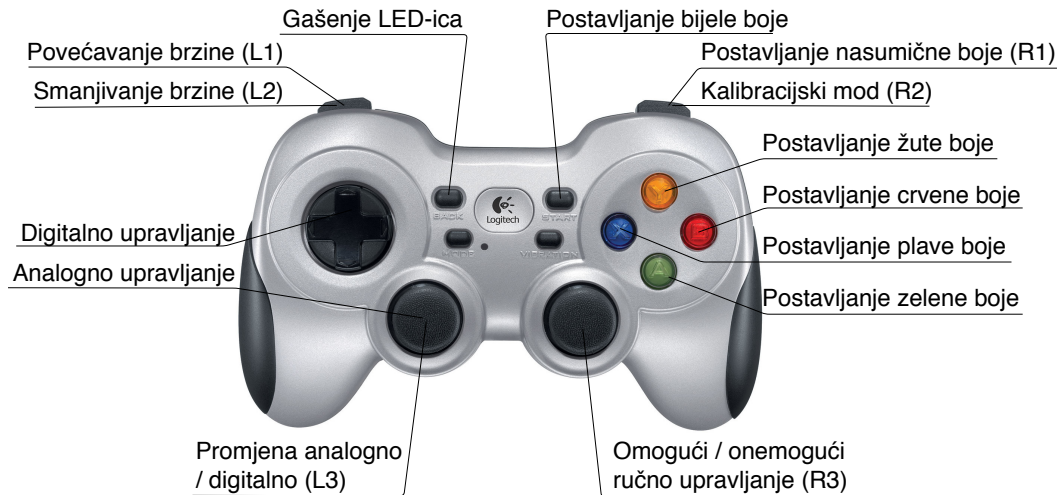 Gašenje LED-ica
Postavljanje bijele boje
Povećavanje brzine (L1)
Postavljanje nasumične boje (R1)
Smanjivanje brzine (L2)
Kalibracijski mod (R2)
Postavljanje žute boje
Postavljanje crvene boje
Digitalno upravljanje
Postavljanje plave boje
Analogno upravljanje
Postavljanje zelene boje
BACK
Logitech
START
MODE
VIBRATION
Y
X
B
A
Promjena analogno
/ digitalno (L3)
Omogući / onemogući
ručno upravljanje (R3)